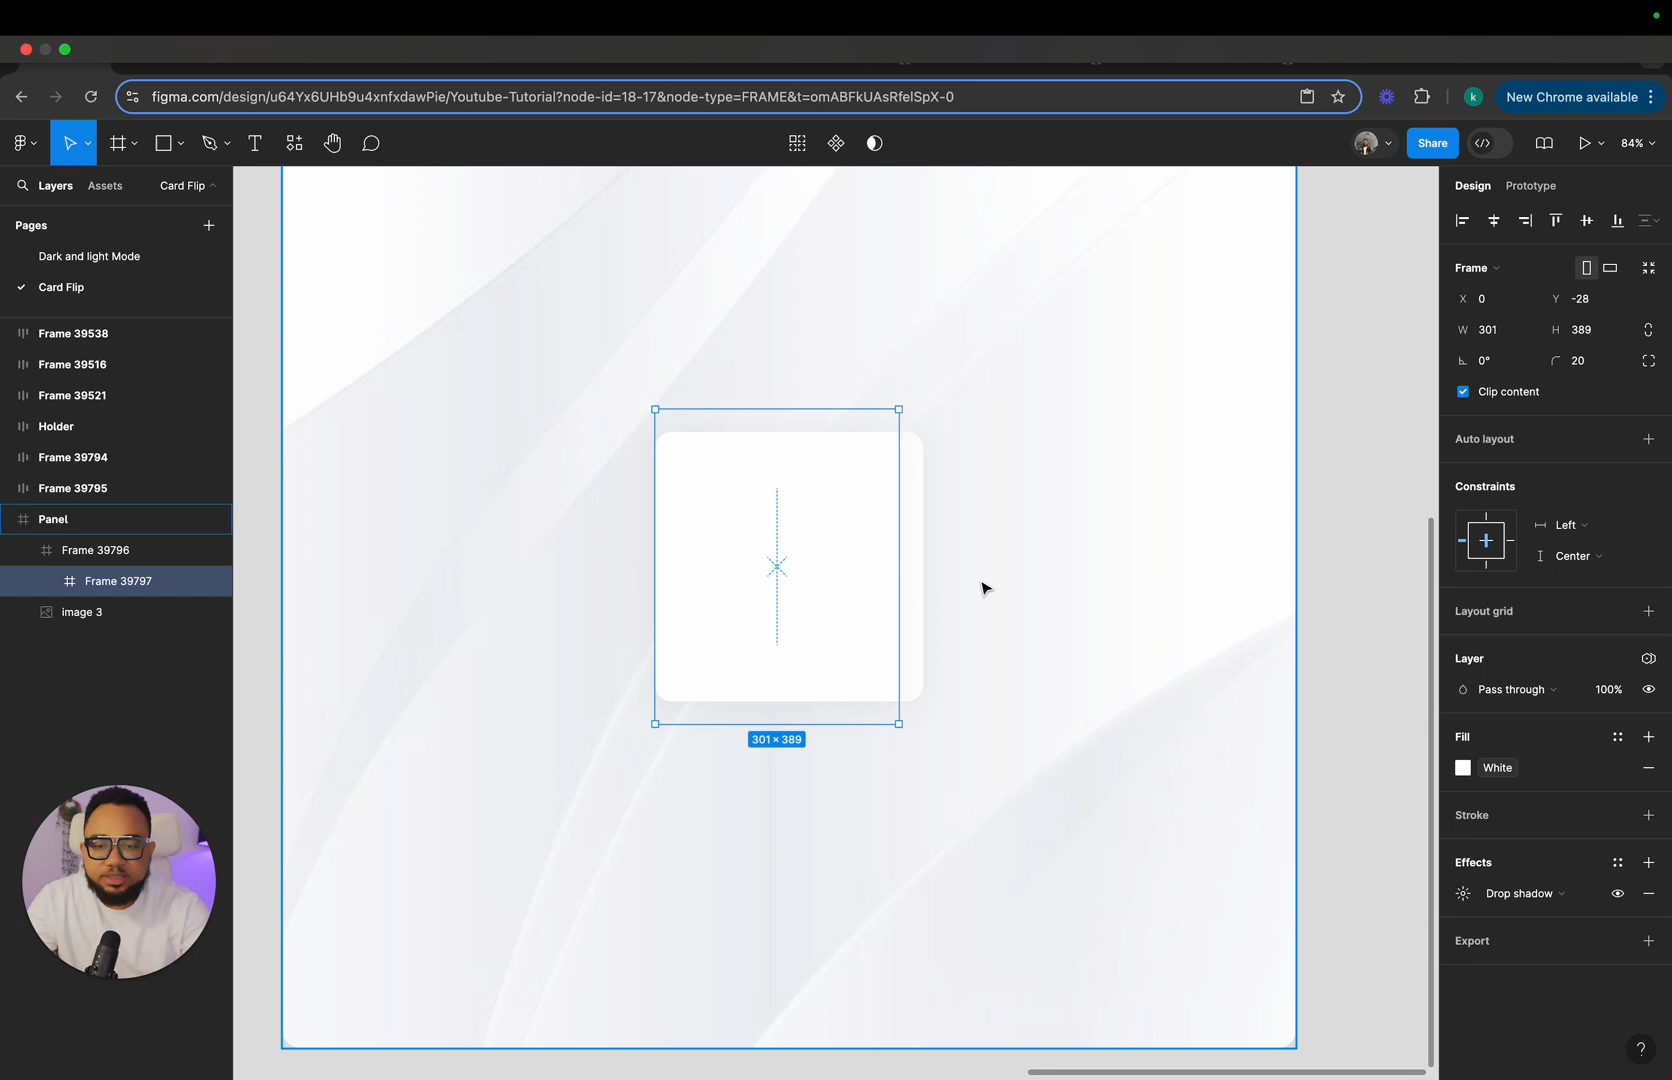 figma.com/design/u64Yx6UHb9u4xnfxdawPie/Youtube-Tutorial?node-id=18-17&node-type=FRAME&t=omABFkUAsRfelSpX-0
k
New Chrome available
Share
84%
Layers
Assets
Card Flip
Pages
Dark and light Mode
Card Flip
Frame 39538
Frame 39516
Frame 39521
Holder
Frame 39794
Frame 39795
Panel
Frame 39796
Frame 39797
image 3
301 × 389
Design
Prototype
Frame
X 0
Y -28
W 301
H 389
0°
20
Clip content
Auto layout
Constraints
Left
Center
Layout grid
Layer
Pass through
100%
Fill
White
Stroke
Effects
Drop shadow
Export
?